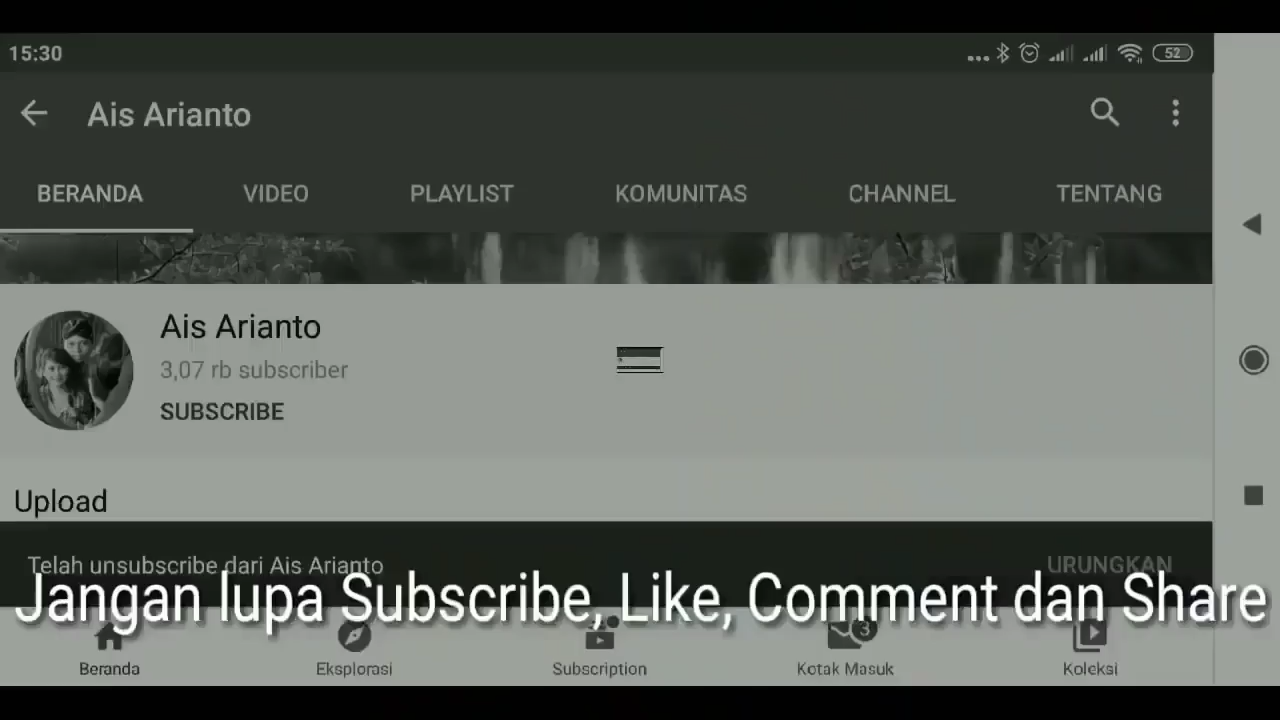 15:30
52
Ais Arianto
BERANDA VIDEO PLAYLIST KOMUNITAS CHANNEL TENTANG
Ais Arianto
3,07 rb subscriber
SUBSCRIBE
Upload
Telah unsubscribe dari Ais Arianto URUNGKAN
Jangan lupa Subscribe, Like, Comment dan Share
3
Beranda Eksplorasi Subscription Kotak Masuk Koleksi